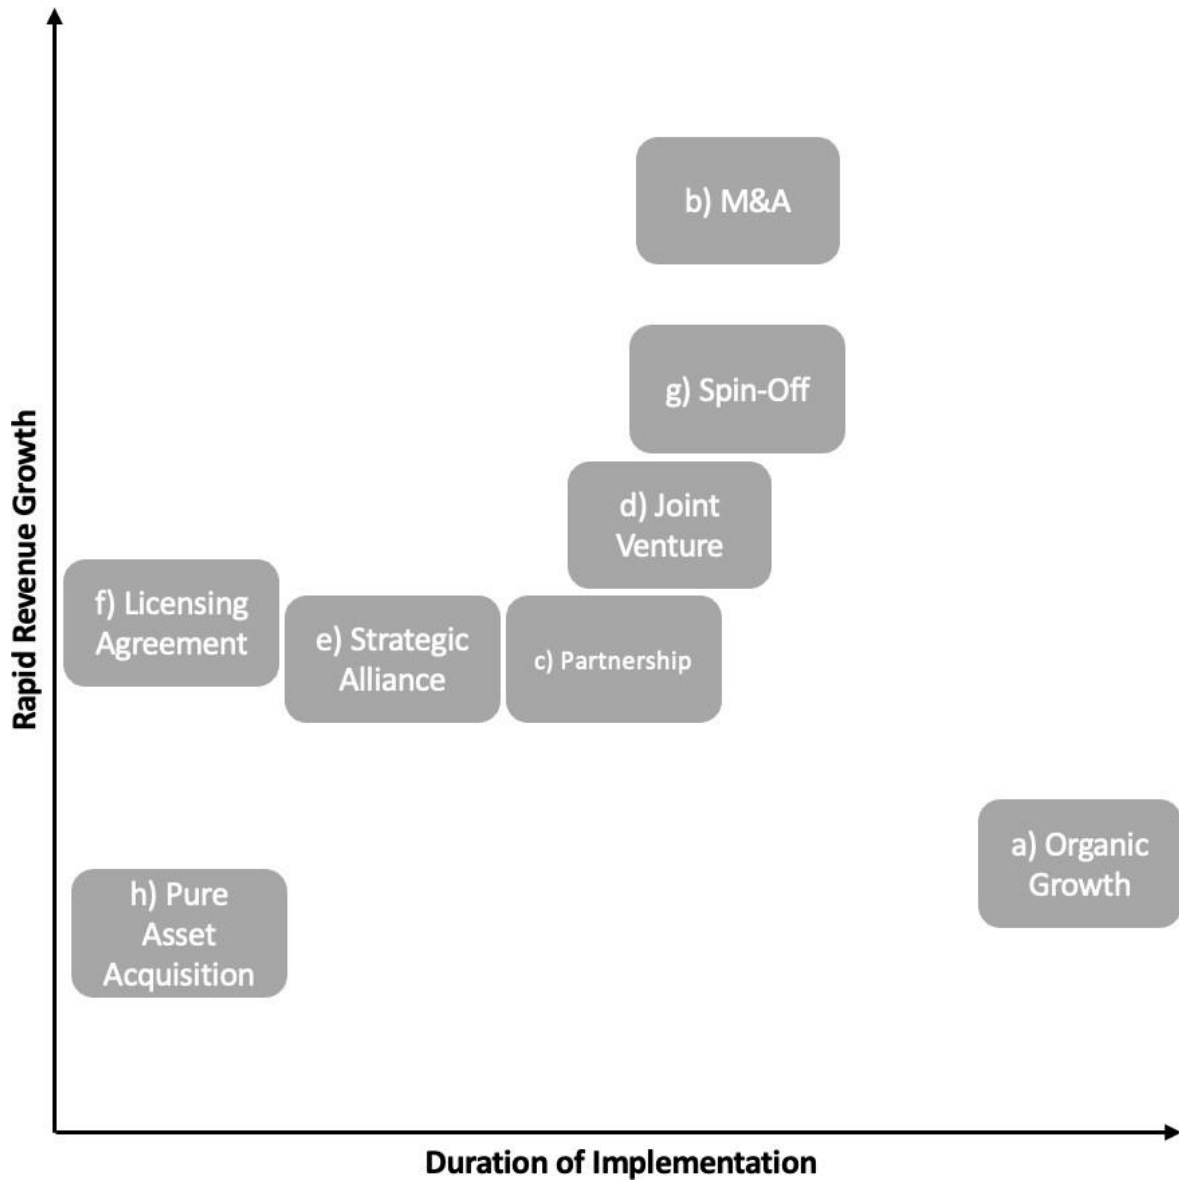 b) M&A
g) Spin-Off
d) Joint
Venture
f) Licensing
Agreement
e) Strategic
Alliance
c) Partnership
a) Organic
Growth
h) Pure
Asset
Acquisition
Rapid Revenue Growth
Duration of Implementation